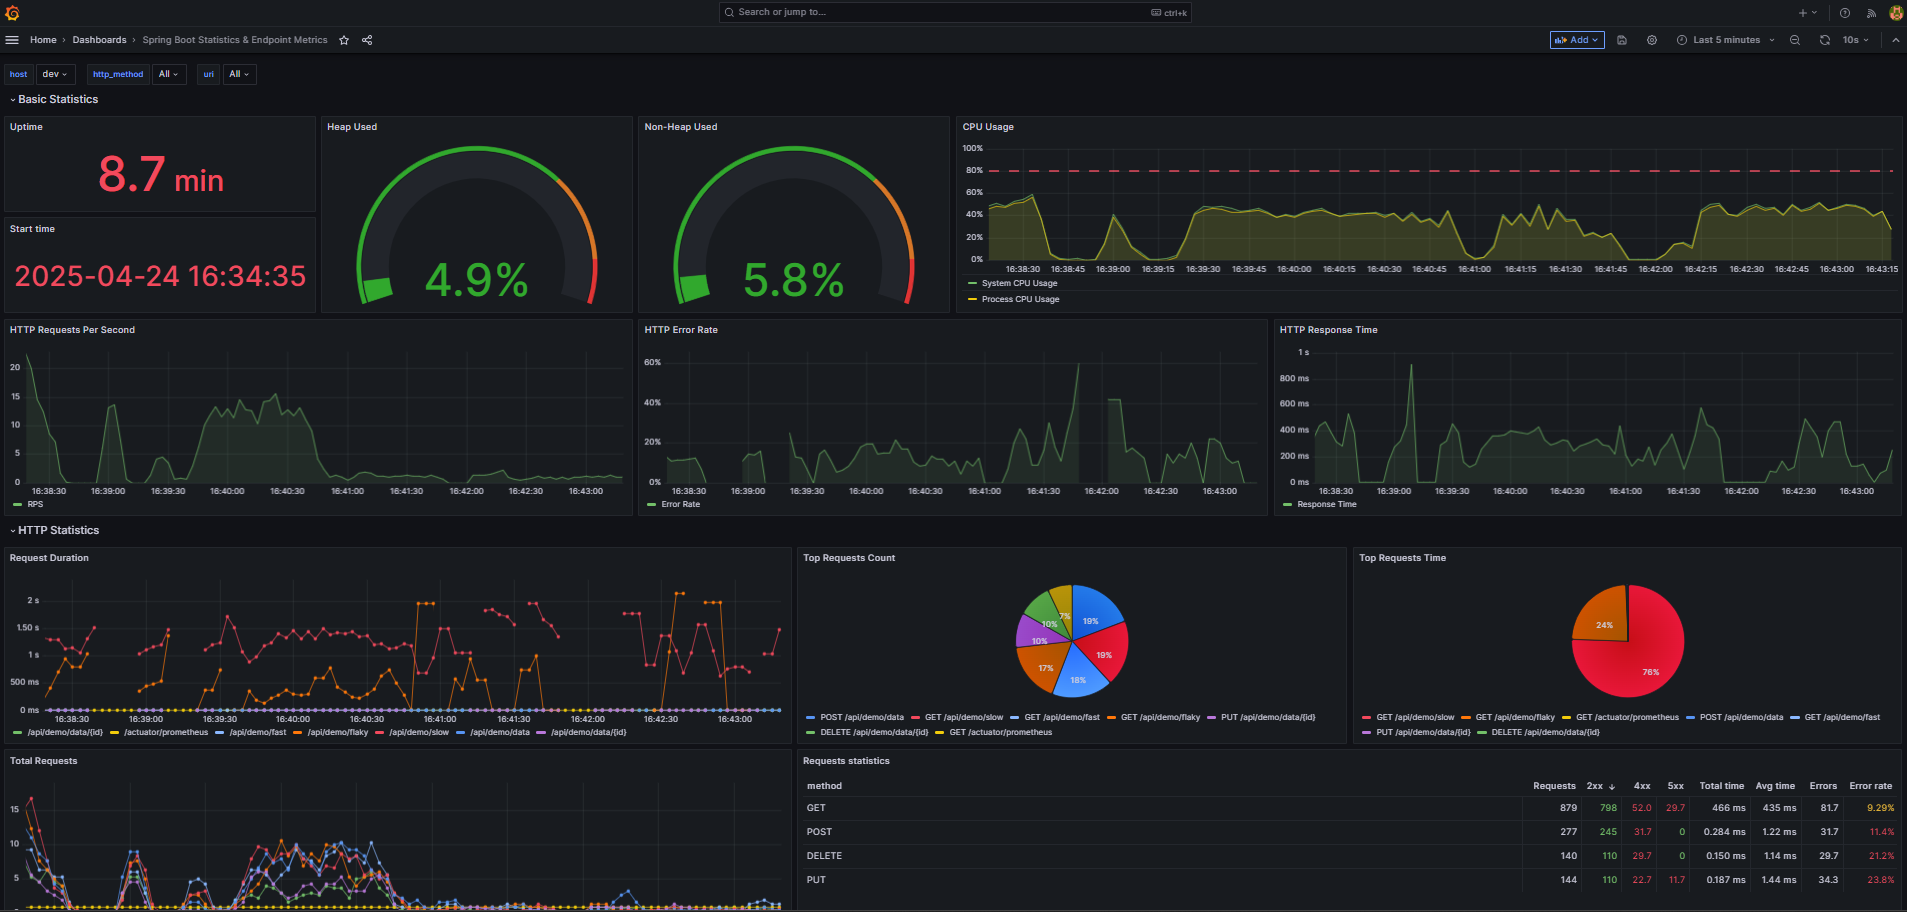 Search or jump to...
ctrl+k
Home › Dashboards › Spring Boot Statistics & Endpoint Metrics
Add
Last 5 minutes
10s
host dev http_method All uri All
Basic Statistics
Uptime
8.7 min
Start time
2025-04-24 16:34:35
Heap Used
4.9%
Non-Heap Used
5.8%
CPU Usage
100%
80%
60%
40%
20%
0%
16:38:30 16:38:45 16:39:00 16:39:15 16:39:30 16:39:45 16:40:00 16:40:15 16:40:30 16:40:45 16:41:00 16:41:15 16:41:30 16:41:45 16:42:00 16:42:15 16:42:30 16:42:45 16:43:00 16:43:15
System CPU Usage
Process CPU Usage
HTTP Requests Per Second
20
15
10
5
0
16:38:30 16:39:00 16:39:30 16:40:00 16:40:30 16:41:00 16:41:30 16:42:00 16:42:30 16:43:00
RPS
HTTP Error Rate
60%
40%
20%
0%
16:38:30 16:39:00 16:39:30 16:40:00 16:40:30 16:41:00 16:41:30 16:42:00 16:42:30 16:43:00
Error Rate
HTTP Response Time
1 s
800 ms
600 ms
400 ms
200 ms
0 ms
16:38:30 16:39:00 16:39:30 16:40:00 16:40:30 16:41:00 16:41:30 16:42:00 16:42:30 16:43:00
Response Time
HTTP Statistics
Request Duration
2 s
1.50 s
1 s
500 ms
0 ms
16:38:30 16:39:00 16:39:30 16:40:00 16:40:30 16:41:00 16:41:30 16:42:00 16:42:30 16:43:00
/api/demo/data/{id} /actuator/prometheus /api/demo/fast /api/demo/flaky /api/demo/slow /api/demo/data /api/demo/data/{id}
Top Requests Count
19%
19%
18%
17%
10%
10%
7%
POST /api/demo/data GET /api/demo/slow GET /api/demo/fast GET /api/demo/flaky PUT /api/demo/data/{id}
DELETE /api/demo/data/{id} GET /actuator/prometheus
Top Requests Time
24%
76%
GET /api/demo/slow GET /api/demo/flaky GET /actuator/prometheus POST /api/demo/data GET /api/demo/fast
PUT /api/demo/data/{id} DELETE /api/demo/data/{id}
Total Requests
15
10
5
Requests statistics
method Requests 2xx ↓ 4xx 5xx Total time Avg time Errors Error rate
GET 879 798 52.0 29.7 466 ms 435 ms 81.7 9.29%
POST 277 245 31.7 0 0.284 ms 1.22 ms 31.7 11.4%
DELETE 140 110 29.7 0 0.150 ms 1.14 ms 29.7 21.2%
PUT 144 110 22.7 11.7 0.187 ms 1.44 ms 34.3 23.8%